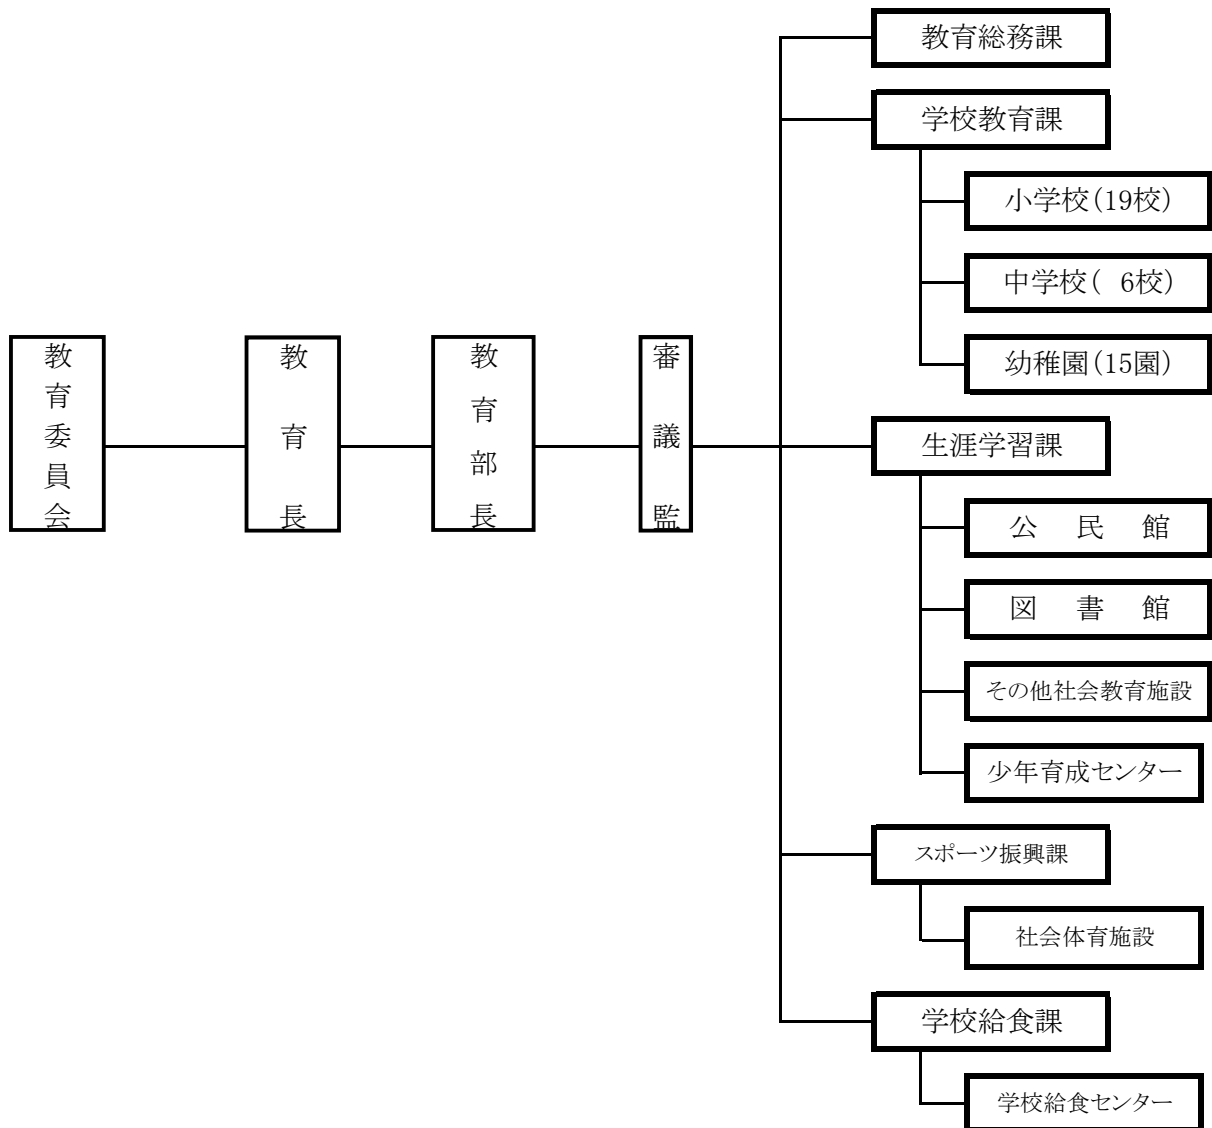 教育委員会
教育長
教育部長
審議監
教育総務課
学校教育課
小学校(19校)
中学校( 6校)
幼稚園(15園)
生涯学習課
公 民 館
図 書 館
その他社会教育施設
少年育成センター
スポーツ振興課
社会体育施設
学校給食課
学校給食センター